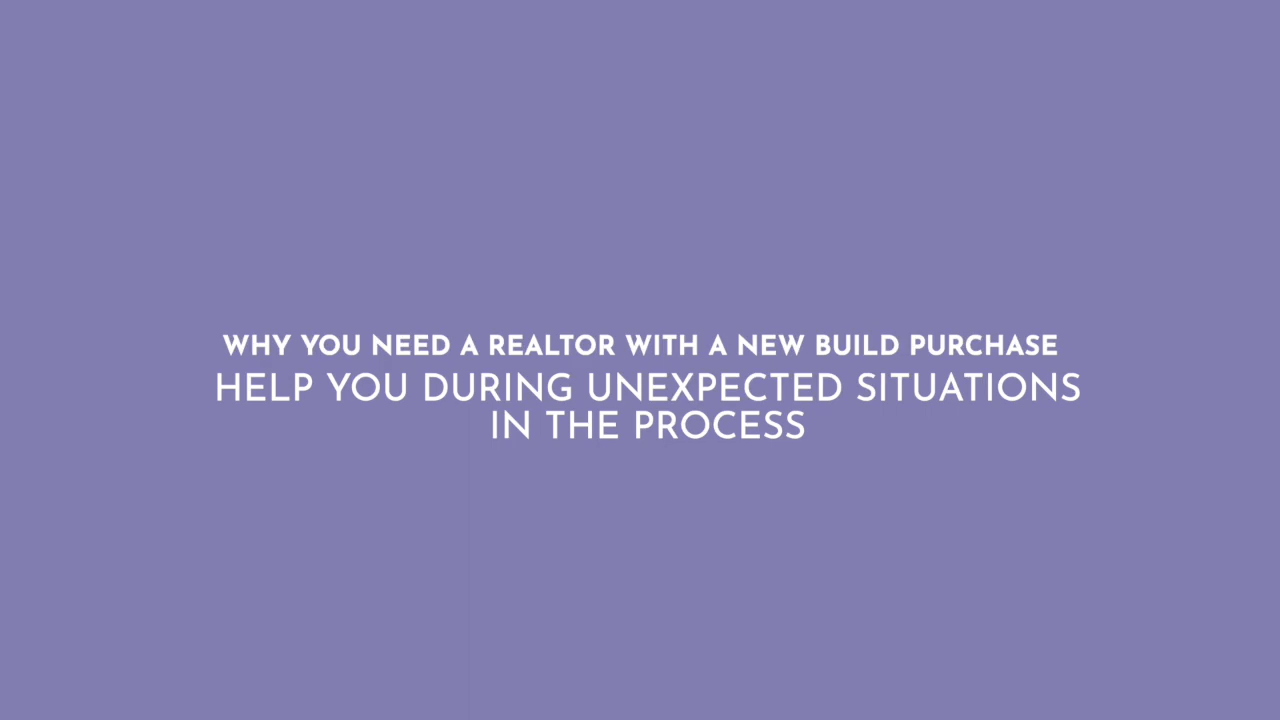 WHY YOU NEED A REALTOR WITH A NEW BUILD PURCHASE
HELP YOU DURING UNEXPECTED SITUATIONS
IN THE PROCESS